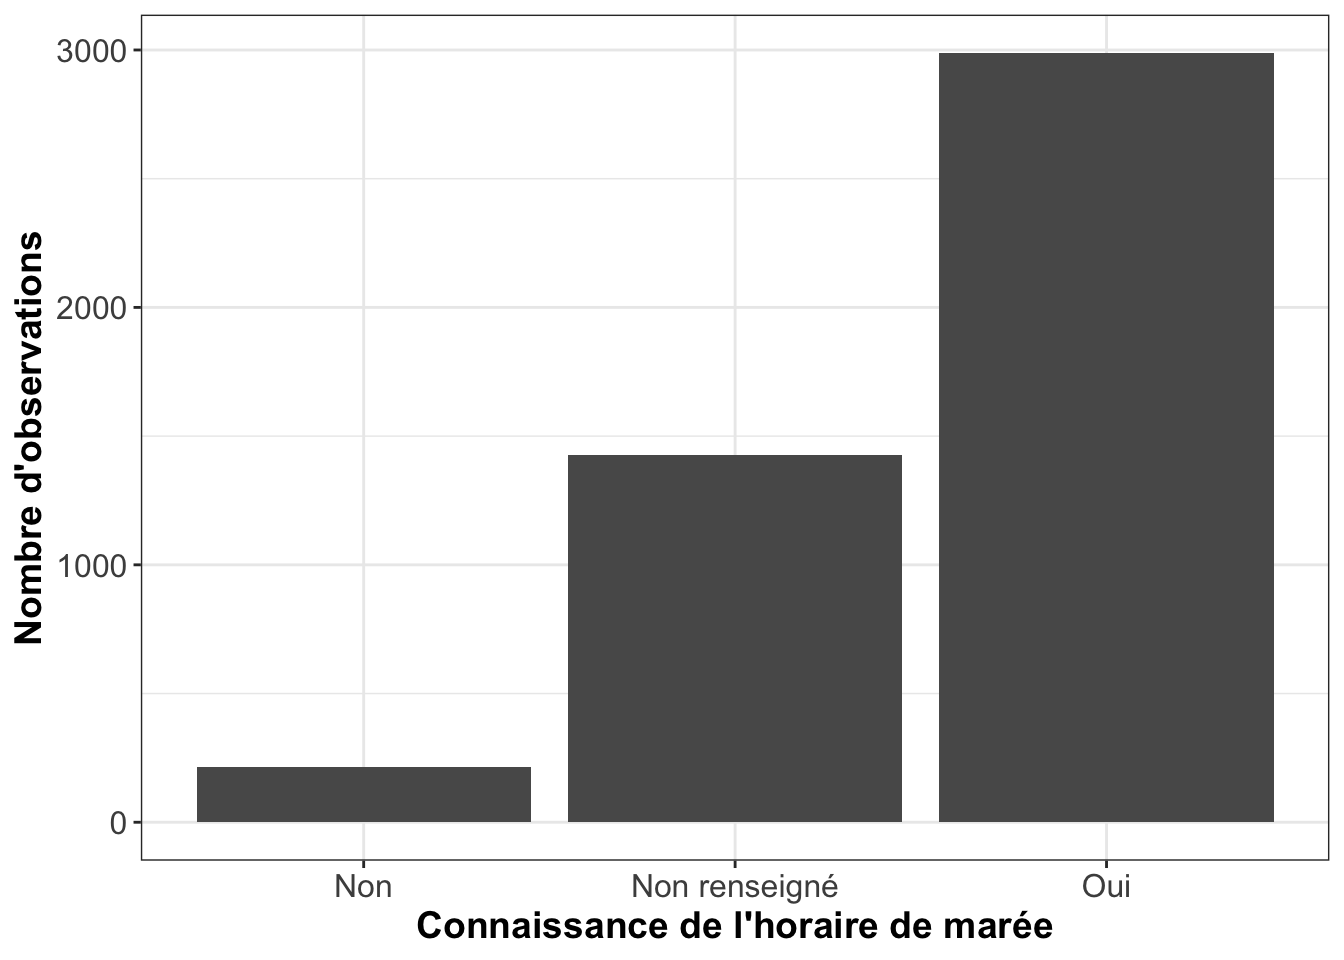 Nombre d'observations
3000
2000
1000
0
Non
Non renseigné
Oui
Connaissance de l'horaire de marée